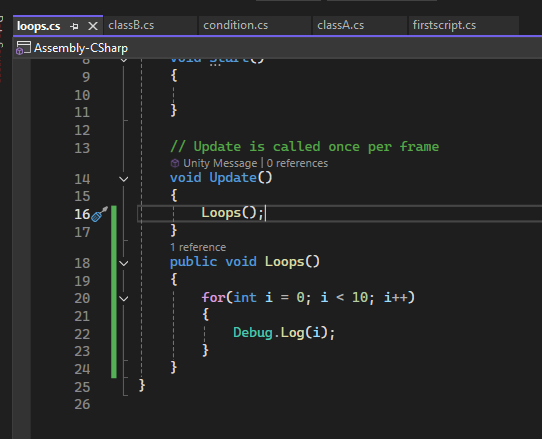 loops.cs classB.cs condition.cs classA.cs firstscript.cs
Assembly-CSharp
8 void Start()
9 {
10
11 }
12
13 // Update is called once per frame
Unity Message | 0 references
14 void Update()
15 {
16 Loops();
17 }
1 reference
18 public void Loops()
19 {
20 for(int i = 0; i < 10; i++)
21 {
22 Debug.Log(i);
23 }
24 }
25 }
26